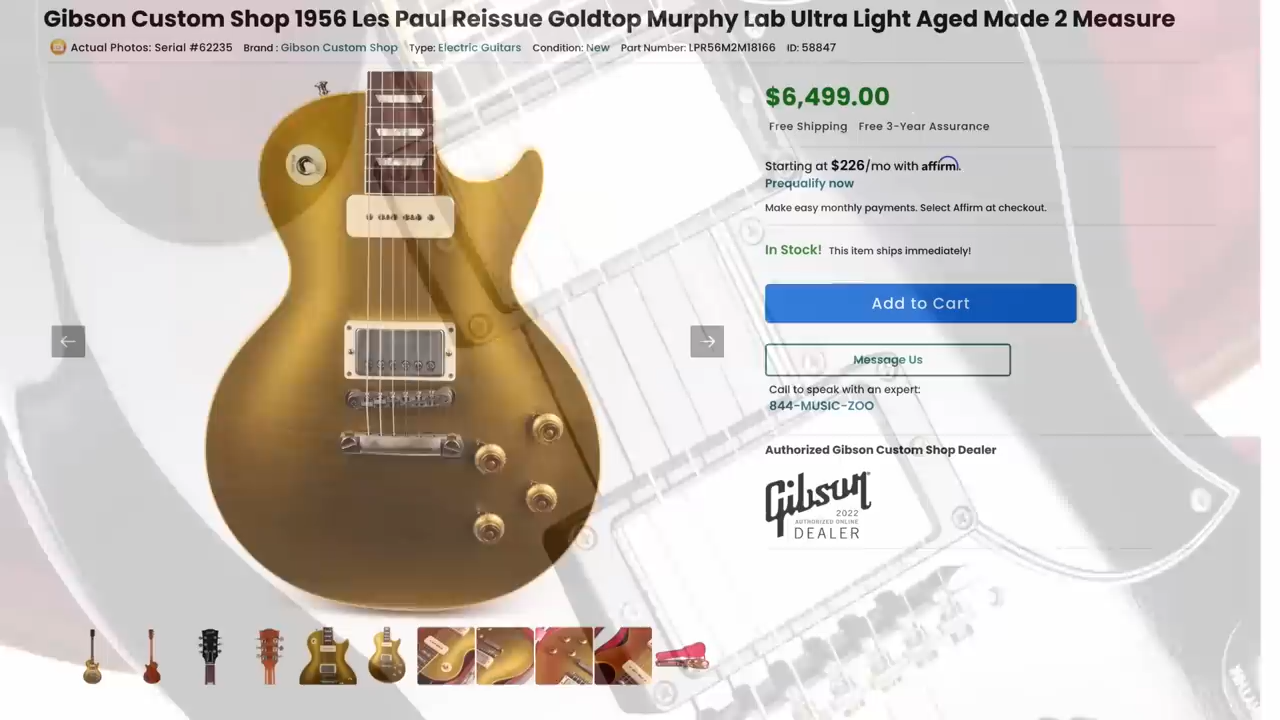 Gibson Custom Shop 1956 Les Paul Reissue Goldtop Murphy Lab Ultra Light Aged Made 2 Measure
Actual Photos: Serial #62235 Brand : Gibson Custom Shop Type: Electric Guitars Condition: New Part Number: LPR56M2M18166 ID: 58847
$6,499.00
Free Shipping Free 3-Year Assurance
Starting at $226/mo with affirm.
Prequalify now
Make easy monthly payments. Select Affirm at checkout.
In Stock! This item ships immediately!
Add to Cart
Message Us
Call to speak with an expert:
844-MUSIC-ZOO
Authorized Gibson Custom Shop Dealer
Gibson
2022
AUTHORIZED ONLINE
DEALER